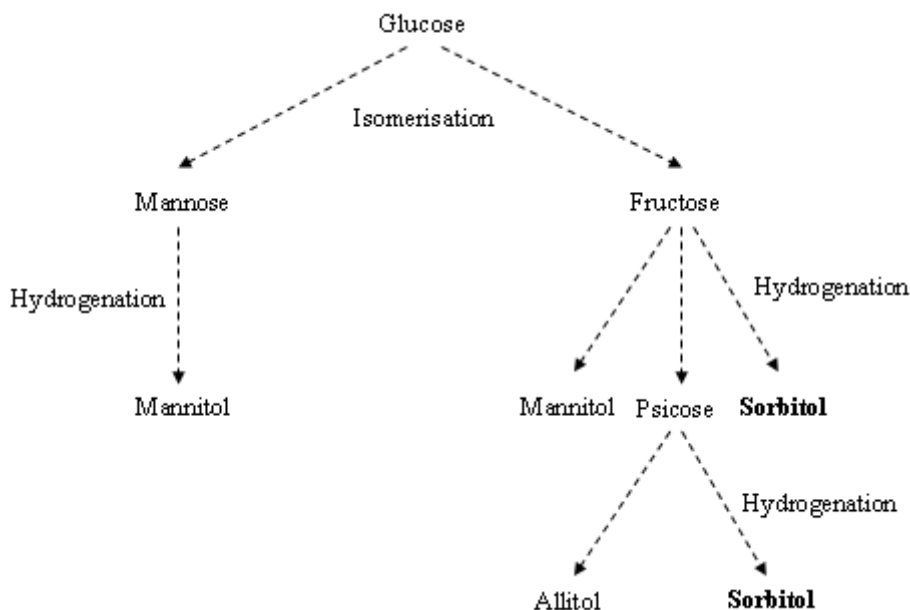 Glucose
Isomerisation
Mannose
Fructose
Hydrogenation
Hydrogenation
Mannitol
Mannitol
Psicose
Sorbitol
Hydrogenation
Allitol
Sorbitol